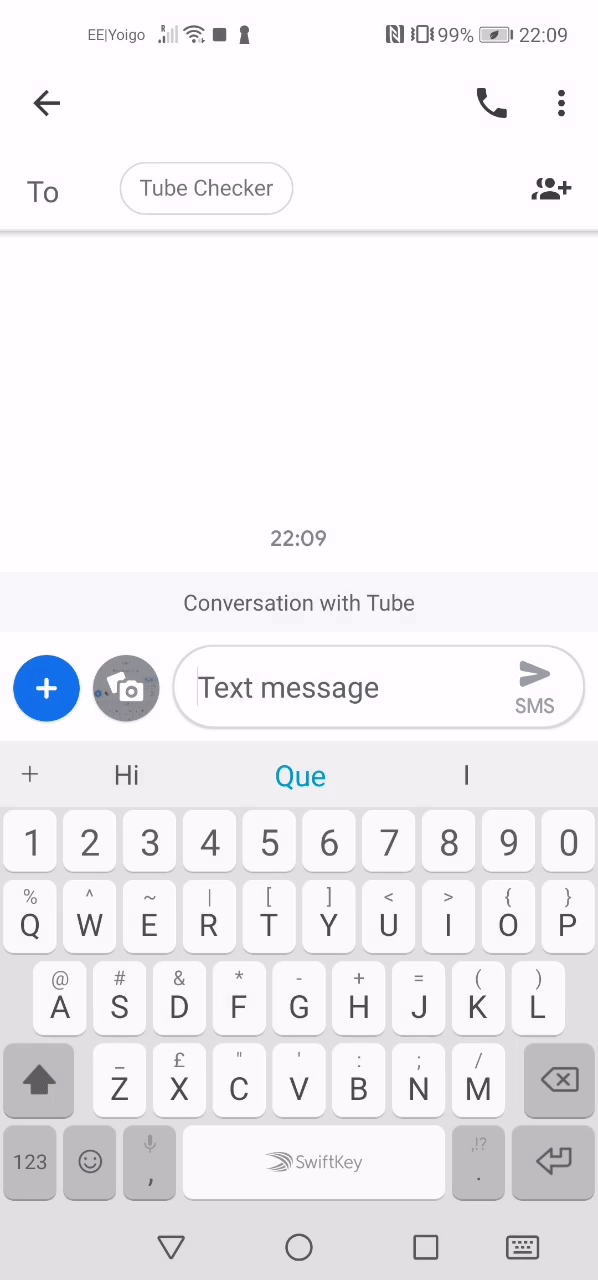 EE|Yoigo R 99% 22:09
To Tube Checker
22:09
Conversation with Tube
Text message
SMS
+ Hi Que I
1 2 3 4 5 6 7 8 9 0
% ^ ~ | [ ] < > { }
Q W E R T Y U I O P
@ # & * - + = ( )
A S D F G H J K L
_ £ " ' : ; /
Z X C V B N M
,!?
123 , SwiftKey .